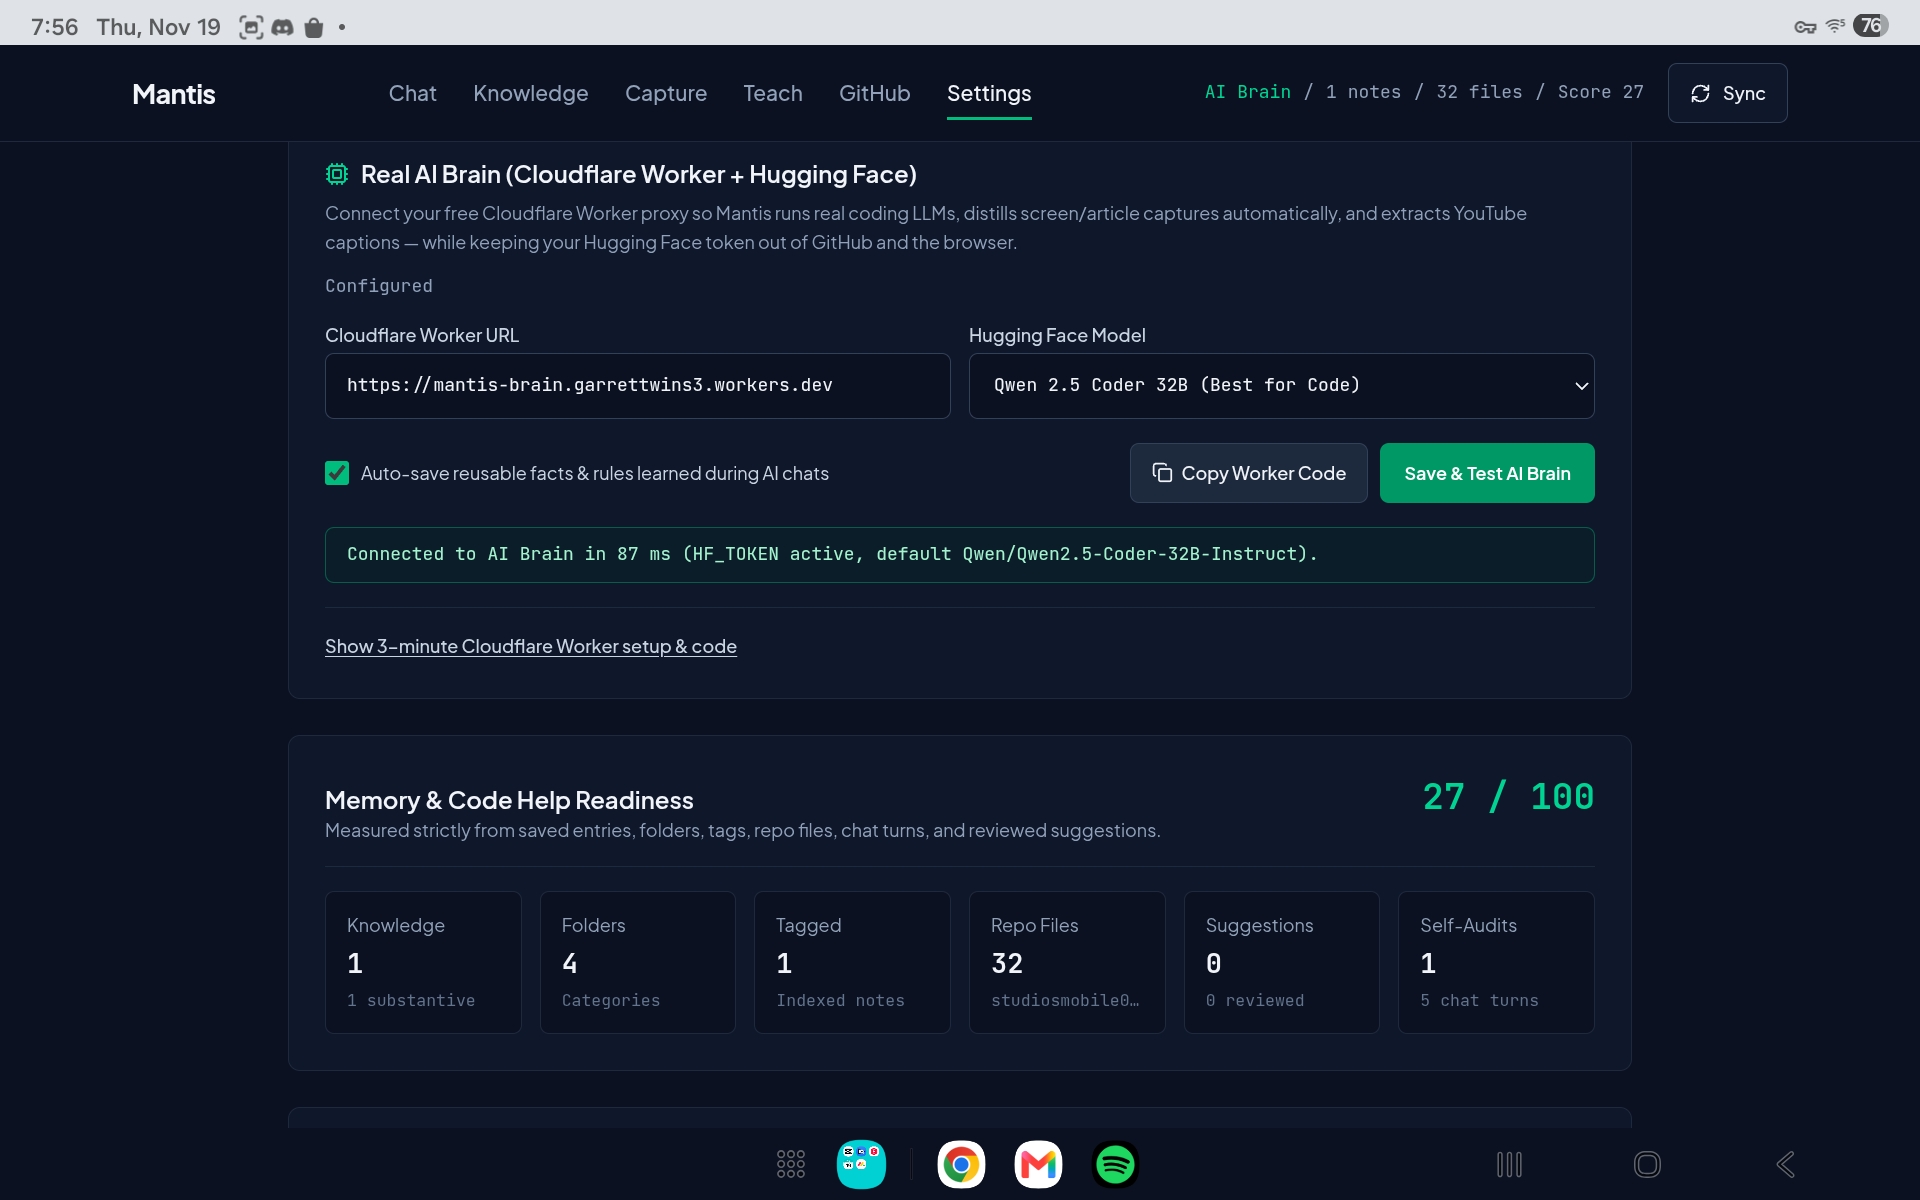 7:56 Thu, Nov 19
76
Mantis
Chat Knowledge Capture Teach GitHub Settings
AI Brain / 1 notes / 32 files / Score 27
Sync
Real AI Brain (Cloudflare Worker + Hugging Face)
Connect your free Cloudflare Worker proxy so Mantis runs real coding LLMs, distills screen/article captures automatically, and extracts YouTube
captions — while keeping your Hugging Face token out of GitHub and the browser.
Configured
Cloudflare Worker URL
https://mantis-brain.garrettwins3.workers.dev
Hugging Face Model
Qwen 2.5 Coder 32B (Best for Code)
Auto-save reusable facts & rules learned during AI chats
Copy Worker Code
Save & Test AI Brain
Connected to AI Brain in 87 ms (HF_TOKEN active, default Qwen/Qwen2.5-Coder-32B-Instruct).
Show 3-minute Cloudflare Worker setup & code
Memory & Code Help Readiness
27 / 100
Measured strictly from saved entries, folders, tags, repo files, chat turns, and reviewed suggestions.
Knowledge
1
1 substantive
Folders
4
Categories
Tagged
1
Indexed notes
Repo Files
32
studiosmobile0…
Suggestions
0
0 reviewed
Self-Audits
1
5 chat turns